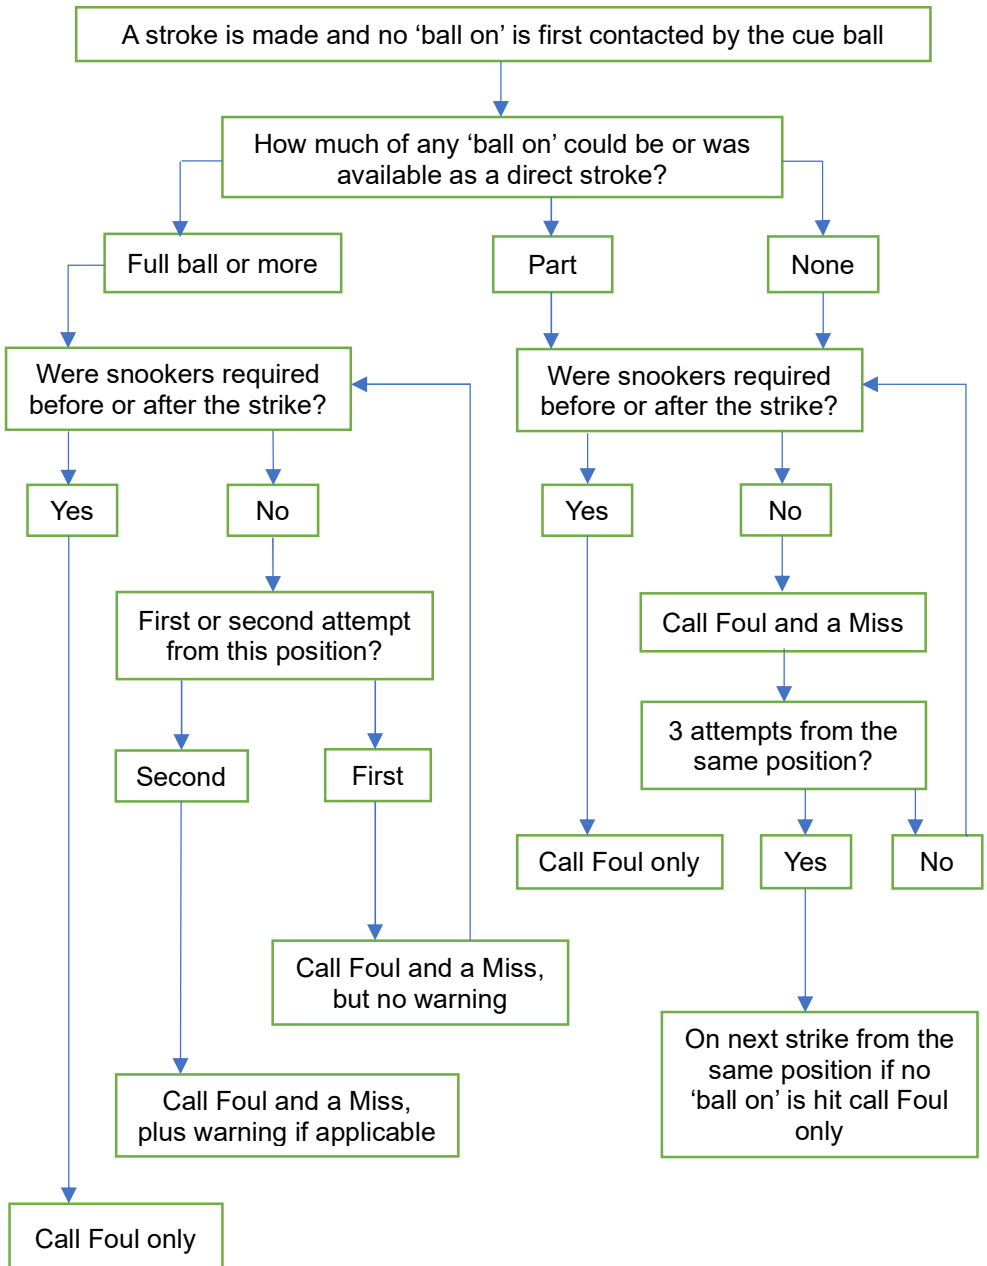 A stroke is made and no ‘ball on’ is first contacted by the cue ball
How much of any ‘ball on’ could be or was
available as a direct stroke?
Full ball or more
Part
None
Were snookers required
before or after the strike?
Were snookers required
before or after the strike?
Yes
No
Yes
No
First or second attempt
from this position?
Call Foul and a Miss
3 attempts from the
same position?
Second
First
Call Foul only
Yes
No
Call Foul and a Miss,
but no warning
On next strike from the
same position if no
‘ball on’ is hit call Foul
only
Call Foul and a Miss,
plus warning if applicable
Call Foul only